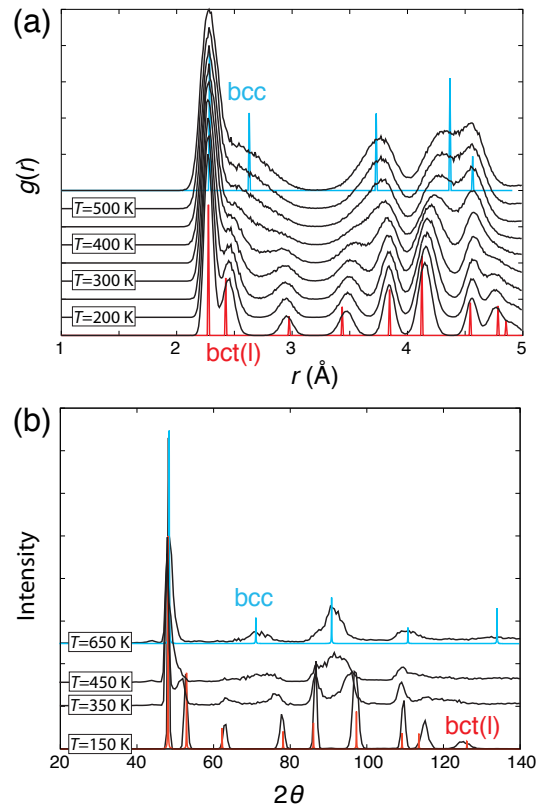 (a)
bcc
g(r)
T=500 K
T=400 K
T=300 K
T=200 K
bct(l)
1 2 3 4 5
r (Å)
(b)
Intensity
bcc
T=650 K
T=450 K
T=350 K
bct(l)
T=150 K
20 40 60 80 100 120 140
2θ